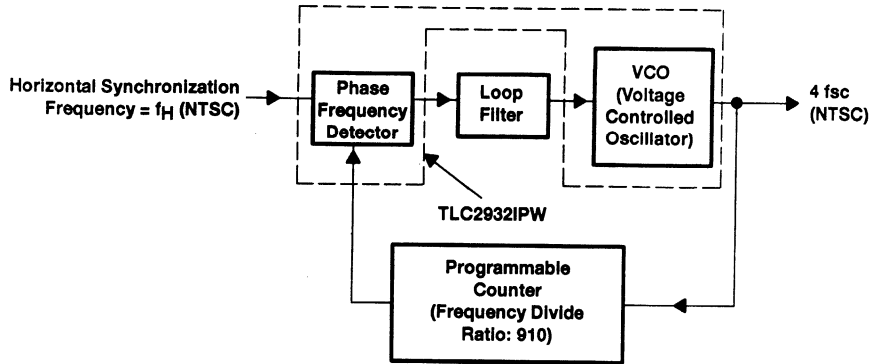 Horizontal Synchronization
Frequency = fH (NTSC)
Phase
Frequency
Detector
Loop
Filter
VCO
(Voltage
Controlled
Oscillator)
4 fsc
(NTSC)
TLC2932IPW
Programmable
Counter
(Frequency Divide
Ratio: 910)